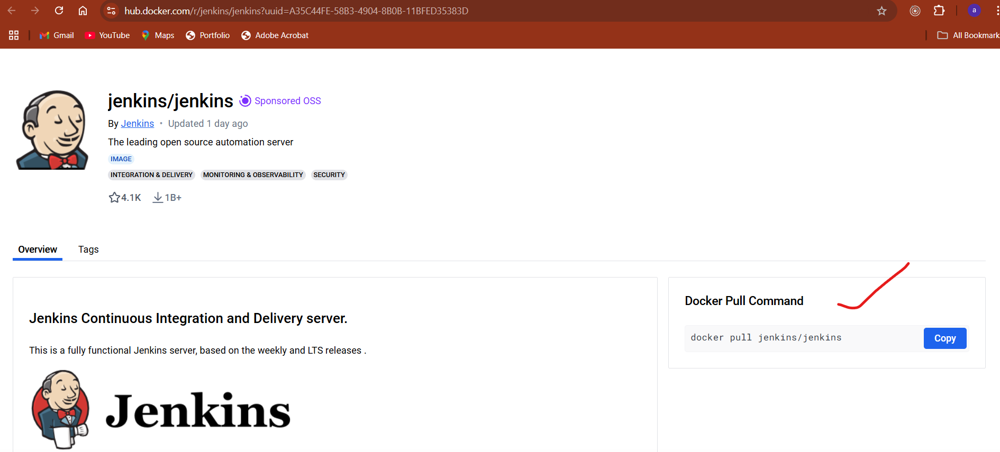 hub.docker.com/r/jenkins/jenkins?uuid=A35C44FE-58B3-4904-8B0B-11BFED35383D
a
Gmail YouTube Maps Portfolio Adobe Acrobat All Bookmark
jenkins/jenkins Sponsored OSS
By Jenkins • Updated 1 day ago
The leading open source automation server
IMAGE
INTEGRATION & DELIVERY MONITORING & OBSERVABILITY SECURITY
4.1K 1B+
Overview Tags
Jenkins Continuous Integration and Delivery server.
This is a fully functional Jenkins server, based on the weekly and LTS releases .
Jenkins
Docker Pull Command
docker pull jenkins/jenkins Copy